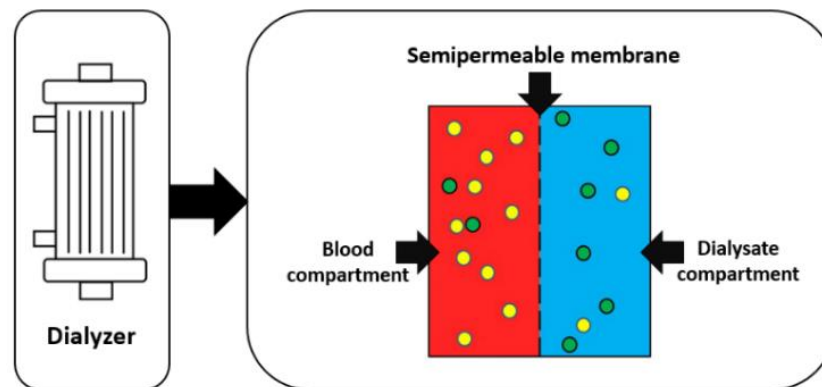 Semipermeable membrane
Blood
compartment
Dialysate
compartment
Dialyzer